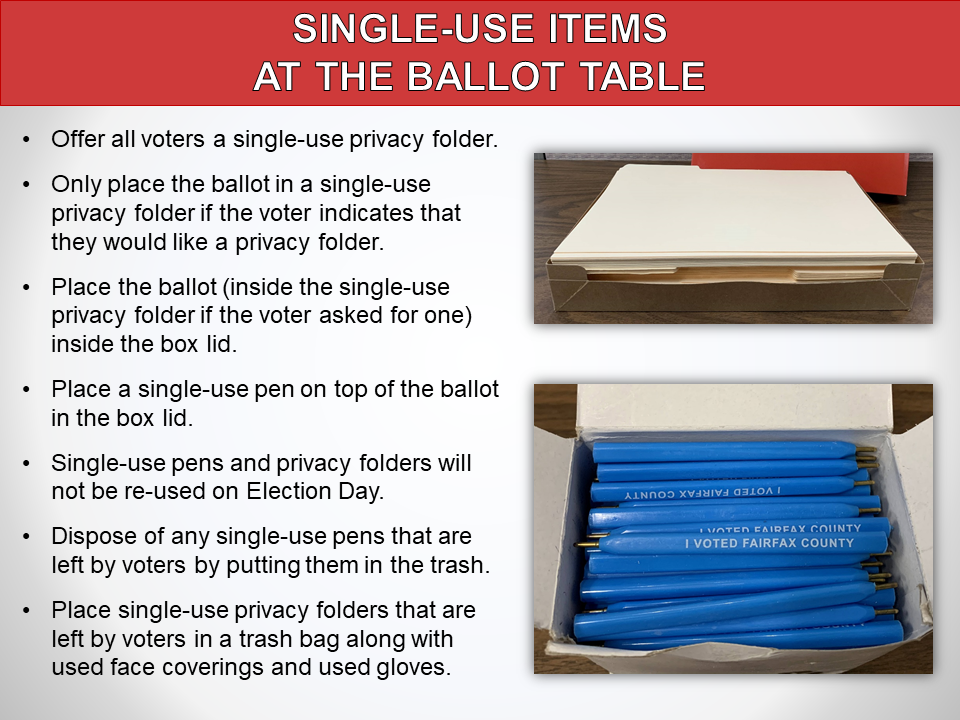 SINGLE-USE ITEMS
AT THE BALLOT TABLE
• Offer all voters a single-use privacy folder.
• Only place the ballot in a single-use
privacy folder if the voter indicates that
they would like a privacy folder.
• Place the ballot (inside the single-use
privacy folder if the voter asked for one)
inside the box lid.
• Place a single-use pen on top of the ballot
in the box lid.
• Single-use pens and privacy folders will
not be re-used on Election Day.
• Dispose of any single-use pens that are
left by voters by putting them in the trash.
• Place single-use privacy folders that are
left by voters in a trash bag along with
used face coverings and used gloves.
I VOTED FAIRFAX COUNTY
I VOTED FAIRFAX COUNTY
I VOTED FAIRFAX COUNTY